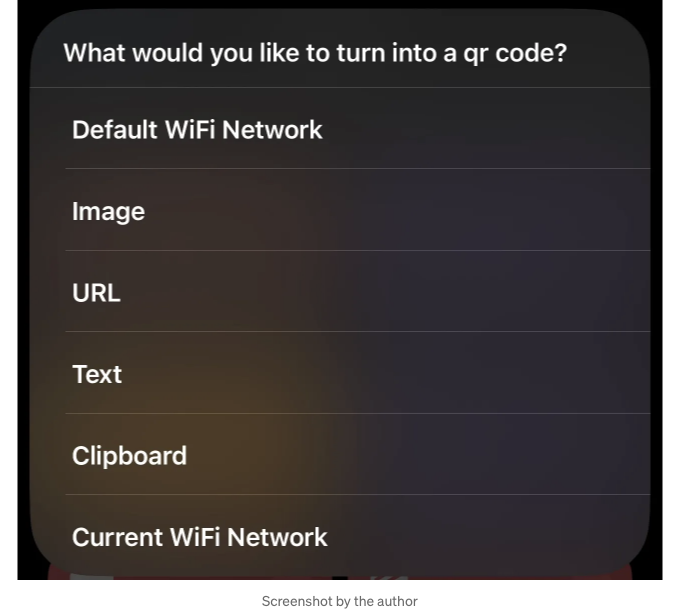 What would you like to turn into a qr code?
Default WiFi Network
Image
URL
Text
Clipboard
Current WiFi Network
Screenshot by the author